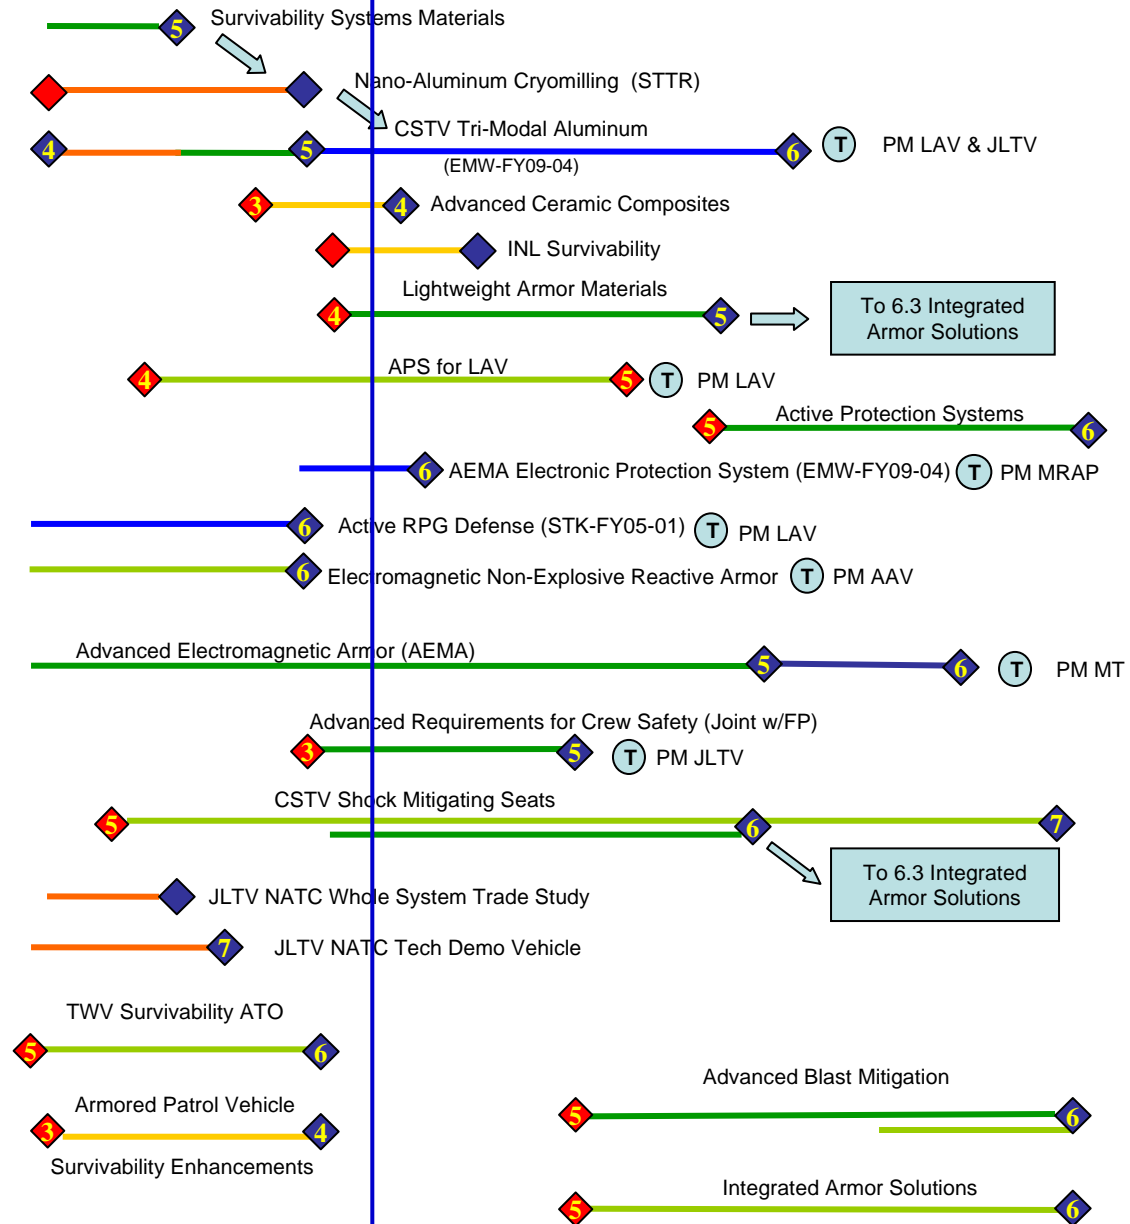 Survivability Systems Materials
5
Nano-Aluminum Cryomilling (STTR)
CSTV Tri-Modal Aluminum
4 5 6 T PM LAV & JLTV
(EMW-FY09-04)
3 4 Advanced Ceramic Composites
INL Survivability
Lightweight Armor Materials
4 5
To 6.3 Integrated
Armor Solutions
APS for LAV
4 5 T PM LAV
Active Protection Systems
5 6
6 AEMA Electronic Protection System (EMW-FY09-04) T PM MRAP
6 Active RPG Defense (STK-FY05-01) T PM LAV
6 Electromagnetic Non-Explosive Reactive Armor T PM AAV
Advanced Electromagnetic Armor (AEMA)
5 6 T PM MT
Advanced Requirements for Crew Safety (Joint w/FP)
3 5 T PM JLTV
CSTV Shock Mitigating Seats
5 6 7
To 6.3 Integrated
Armor Solutions
JLTV NATC Whole System Trade Study
7 JLTV NATC Tech Demo Vehicle
TWV Survivability ATO
5 6
Advanced Blast Mitigation
5 6
Armored Patrol Vehicle
3 4
Survivability Enhancements
Integrated Armor Solutions
5 6